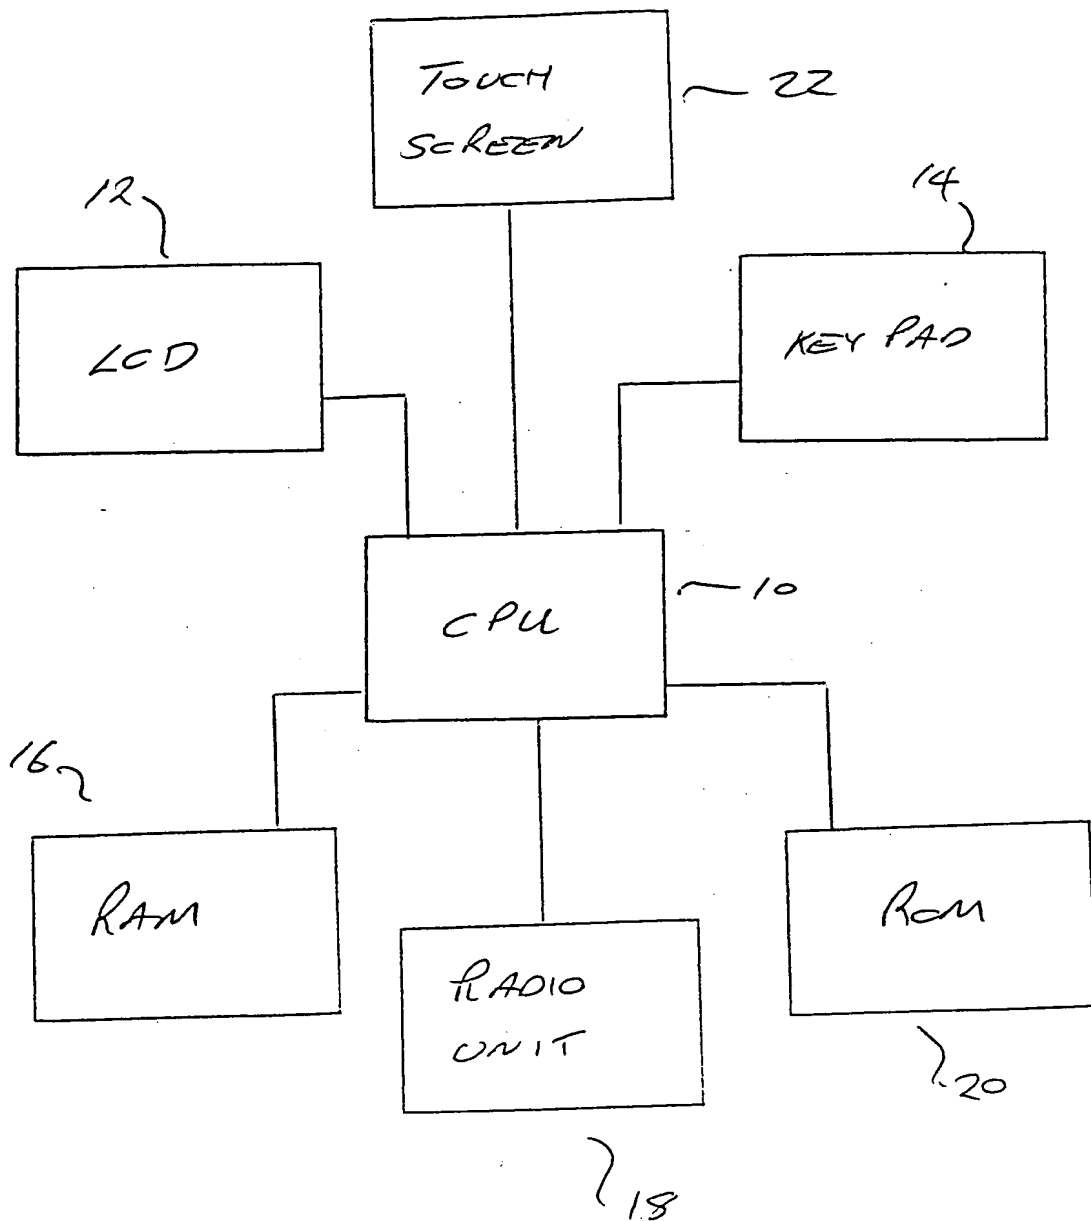 TOUCH
SCREEN
22
12
14
LCD
KEY PAD
CPU
10
16
RAM
ROM
RADIO
UNIT
20
18